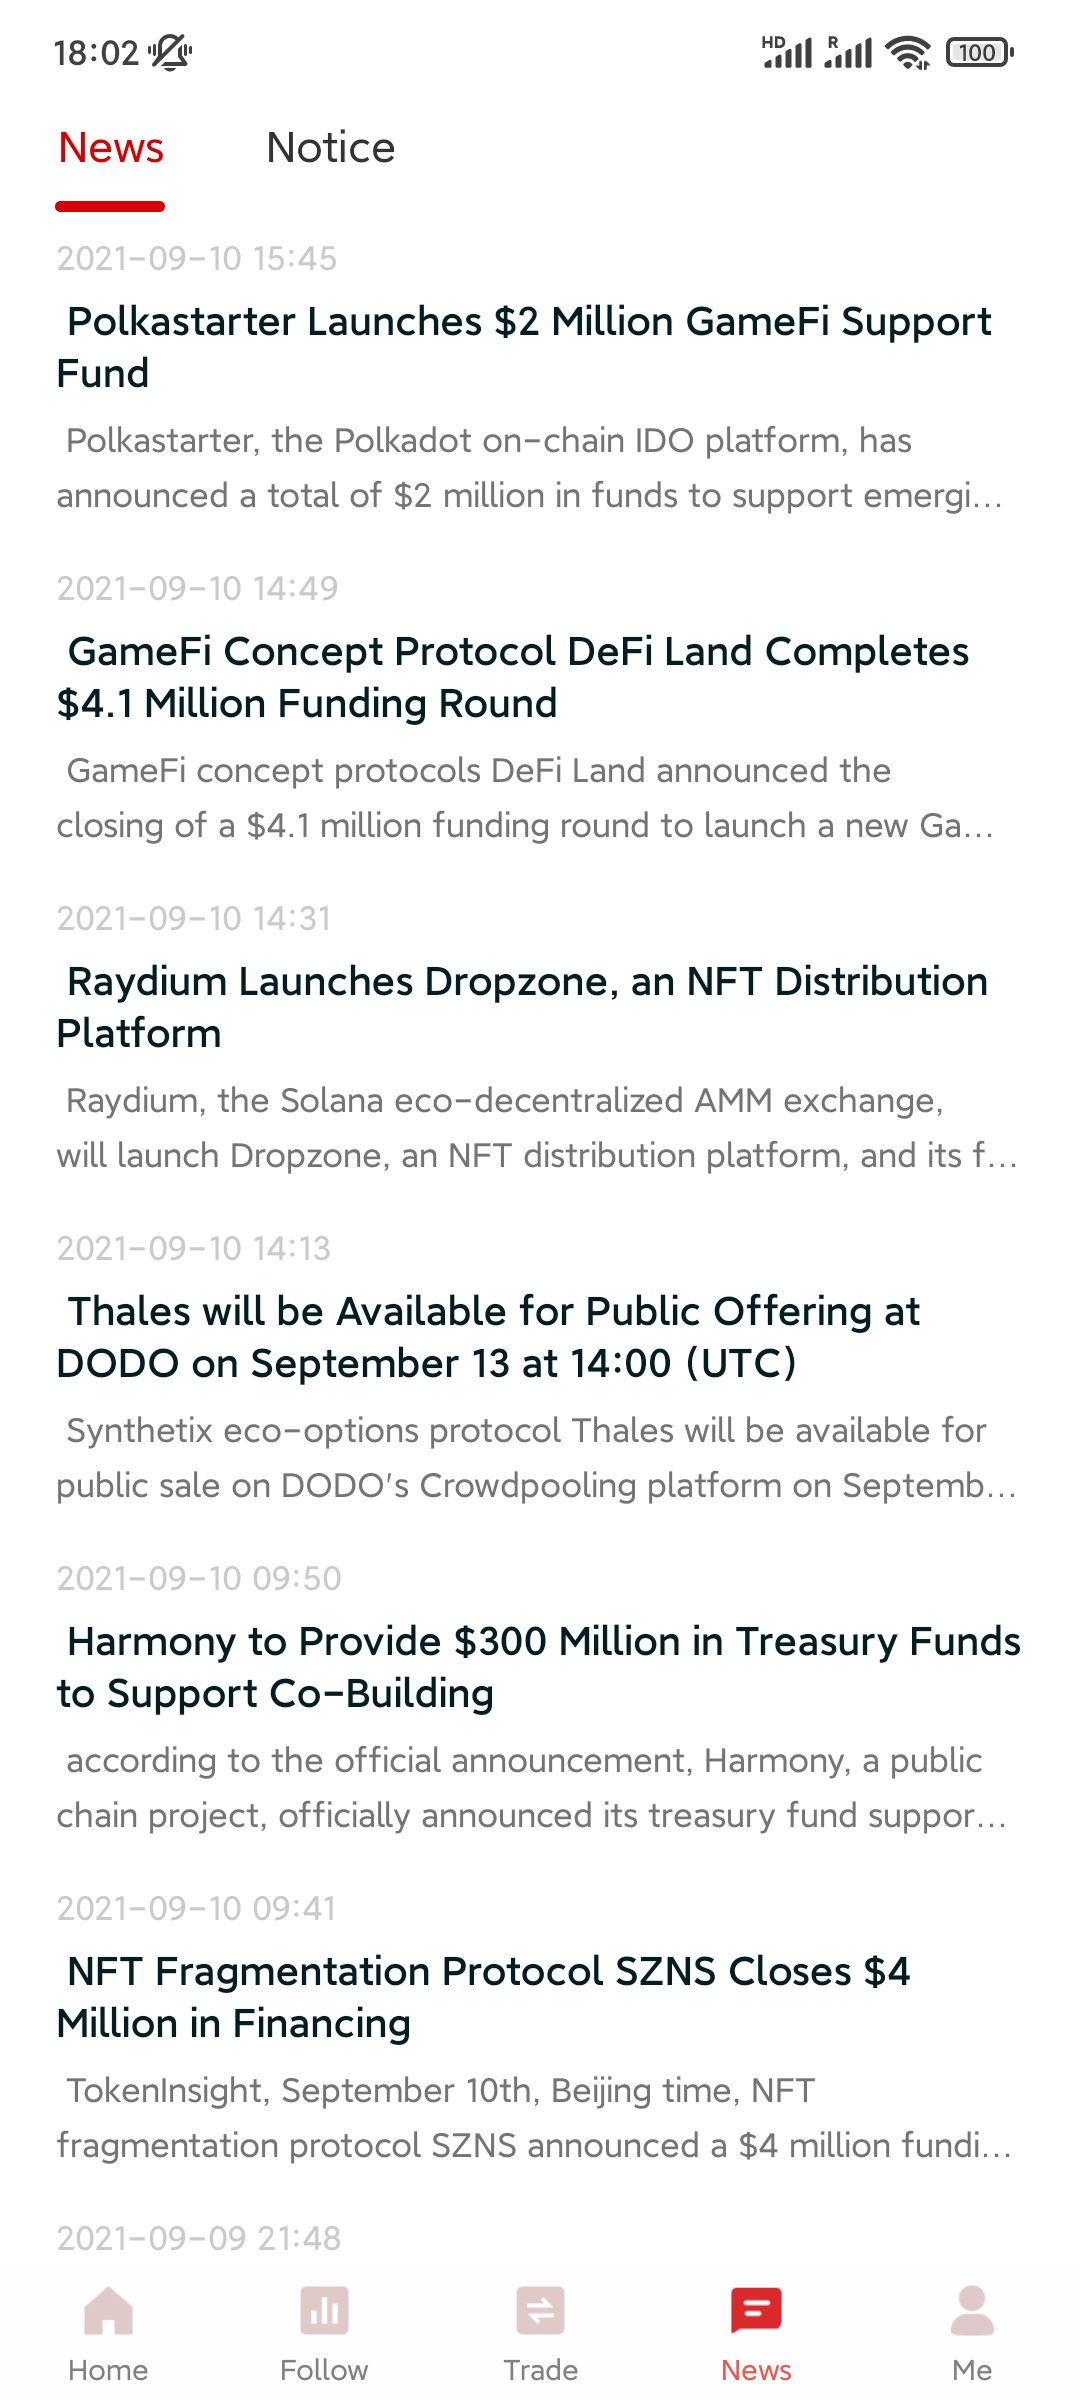 18:02
HD R 100
News Notice
2021-09-10 15:45
Polkastarter Launches $2 Million GameFi Support
Fund
Polkastarter, the Polkadot on-chain IDO platform, has
announced a total of $2 million in funds to support emergi...
2021-09-10 14:49
GameFi Concept Protocol DeFi Land Completes
$4.1 Million Funding Round
GameFi concept protocols DeFi Land announced the
closing of a $4.1 million funding round to launch a new Ga...
2021-09-10 14:31
Raydium Launches Dropzone, an NFT Distribution
Platform
Raydium, the Solana eco-decentralized AMM exchange,
will launch Dropzone, an NFT distribution platform, and its f...
2021-09-10 14:13
Thales will be Available for Public Offering at
DODO on September 13 at 14:00 (UTC)
Synthetix eco-options protocol Thales will be available for
public sale on DODO's Crowdpooling platform on Septemb...
2021-09-10 09:50
Harmony to Provide $300 Million in Treasury Funds
to Support Co-Building
according to the official announcement, Harmony, a public
chain project, officially announced its treasury fund suppor...
2021-09-10 09:41
NFT Fragmentation Protocol SZNS Closes $4
Million in Financing
TokenInsight, September 10th, Beijing time, NFT
fragmentation protocol SZNS announced a $4 million fundi...
2021-09-09 21:48
Home Follow Trade News Me